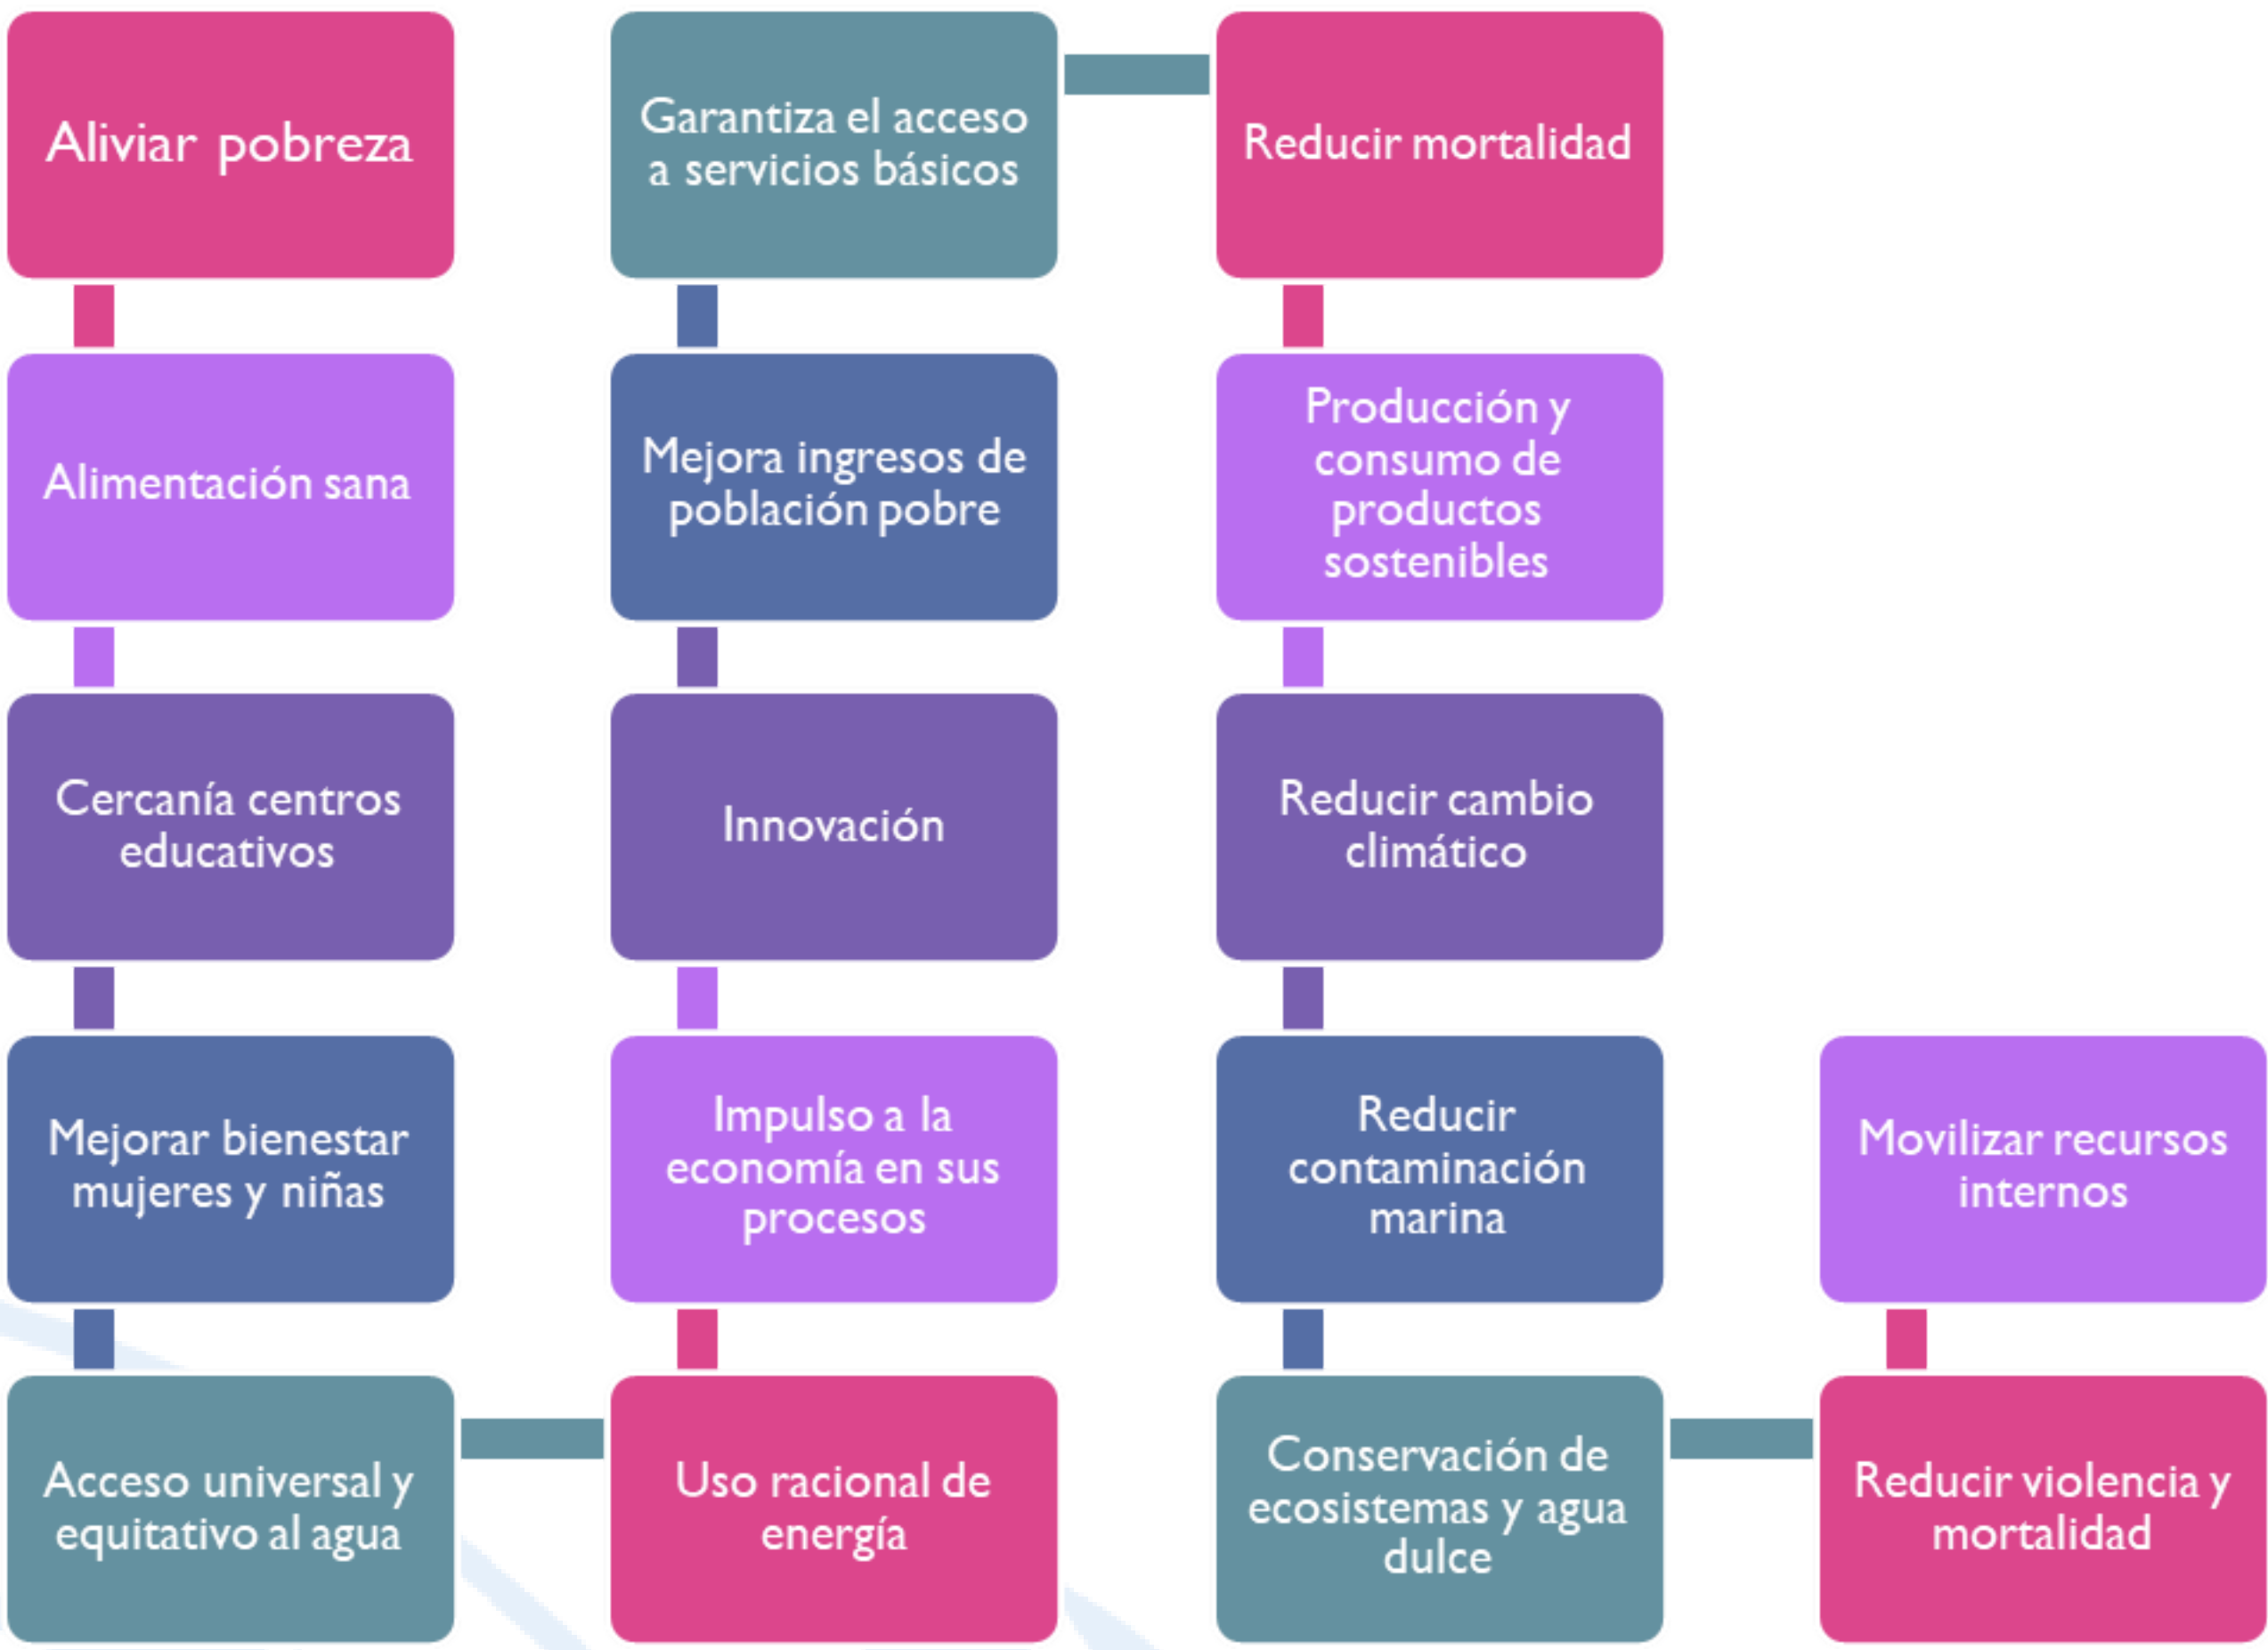 Aliviar pobreza
Alimentación sana
Cercanía centros
educativos
Mejorar bienestar
mujeres y niñas
Acceso universal y
equitativo al agua
Uso racional de
energía
Impulso a la
economía en sus
procesos
Innovación
Mejora ingresos de
población pobre
Garantiza el acceso
a servicios básicos
Reducir mortalidad
Producción y
consumo de
productos
sostenibles
Reducir cambio
climático
Reducir
contaminación
marina
Conservación de
ecosistemas y agua
dulce
Reducir violencia y
mortalidad
Movilizar recursos
internos